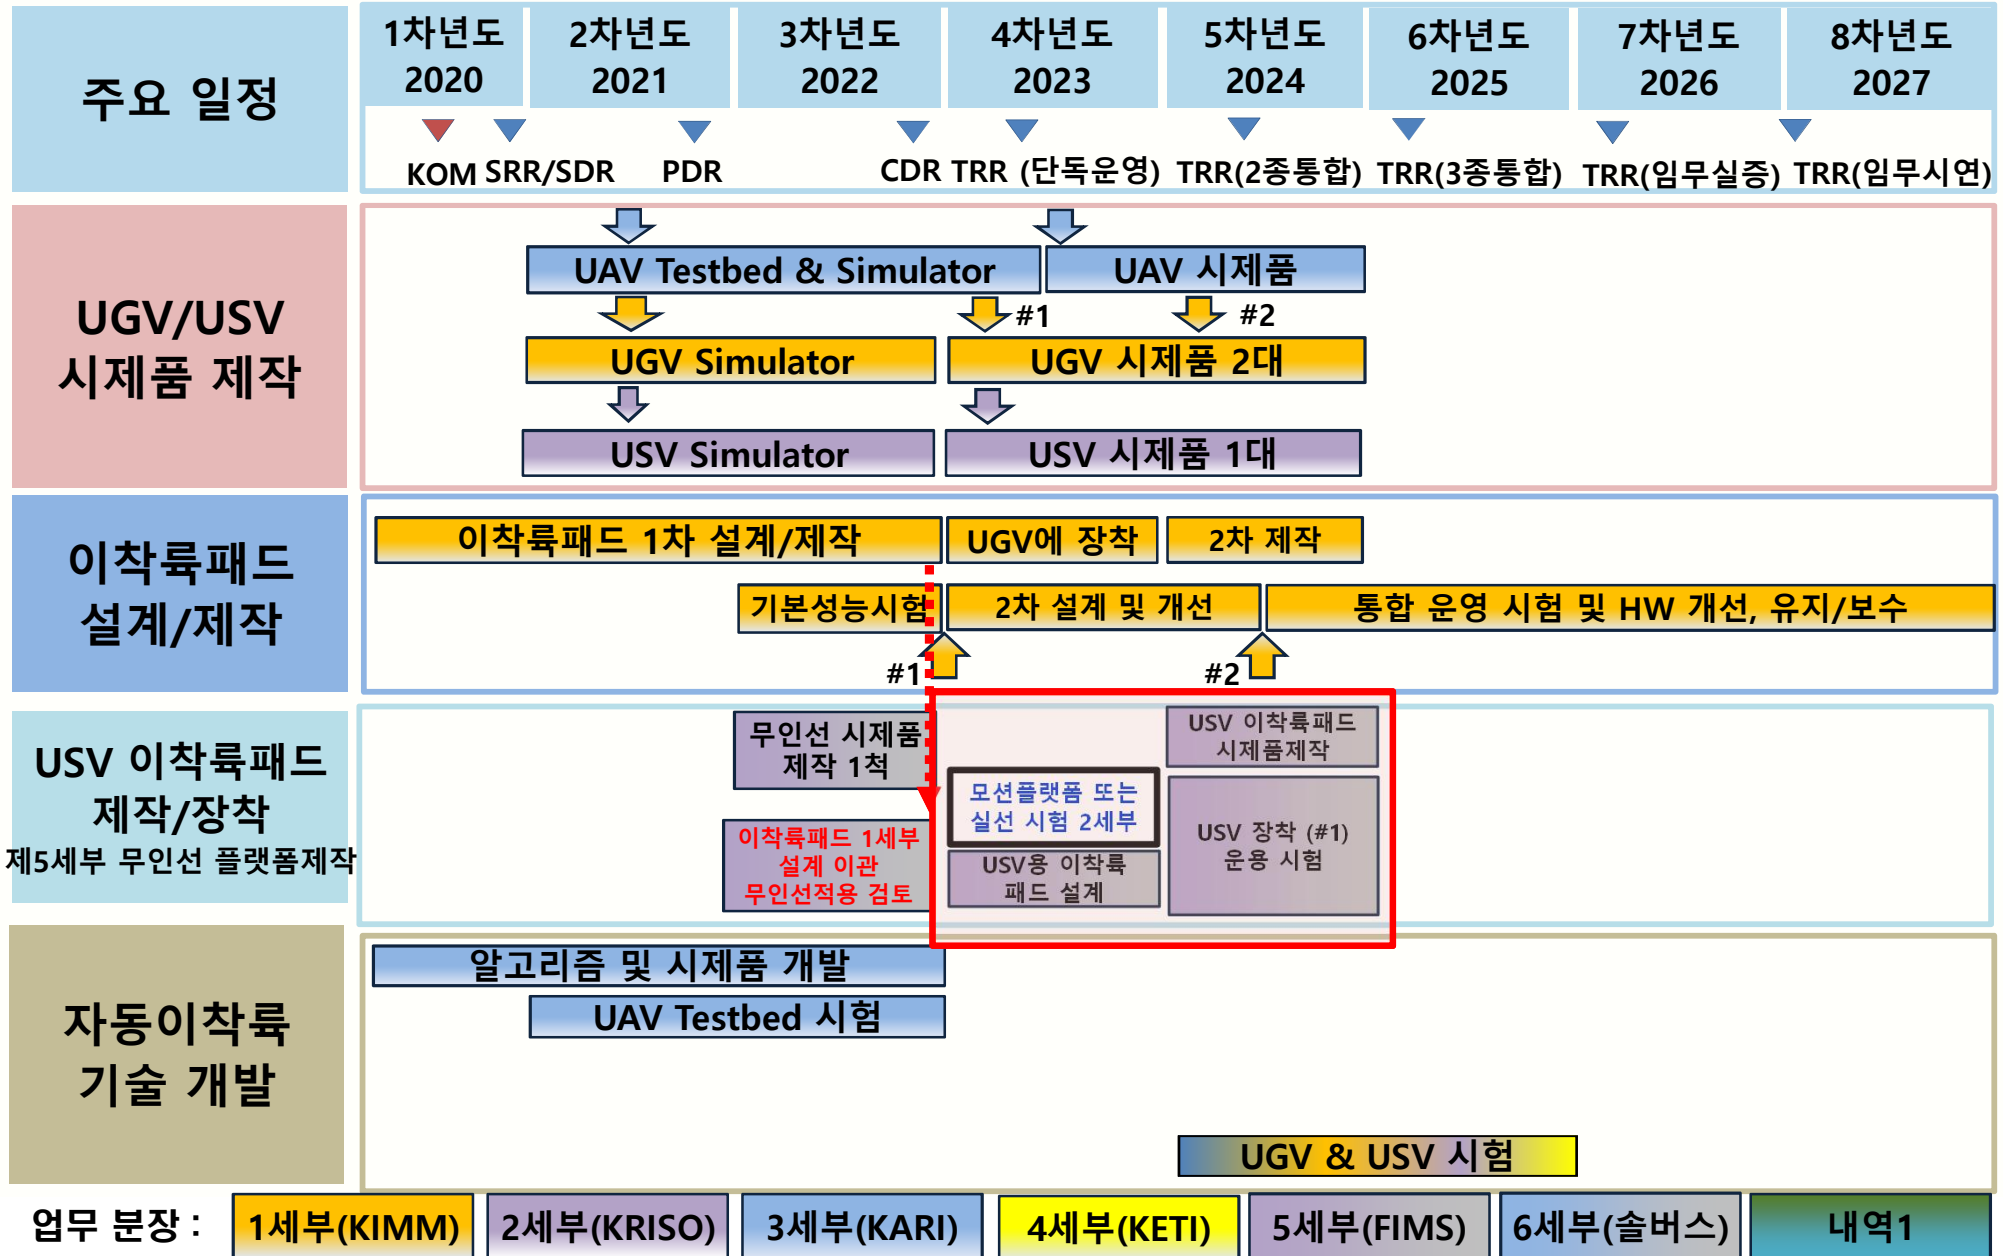 주요 일정
1차년도
2020
2차년도
2021
3차년도
2022
4차년도
2023
5차년도
2024
6차년도
2025
7차년도
2026
8차년도
2027
KOM
SRR/SDR
PDR
CDR
TRR (단독운영)
TRR(2종통합)
TRR(3종통합)
TRR(임무실증)
TRR(임무시연)
UGV/USV
시제품 제작
UAV Testbed & Simulator
UAV 시제품
#1
#2
UGV Simulator
UGV 시제품 2대
USV Simulator
USV 시제품 1대
이착륙패드
설계/제작
이착륙패드 1차 설계/제작
UGV에 장착
2차 제작
기본성능시험
2차 설계 및 개선
통합 운영 시험 및 HW 개선, 유지/보수
#1
#2
USV 이착륙패드
제작/장착
제5세부 무인선 플랫폼제작
무인선 시제품
제작 1척
이착륙패드 1세부
설계 이관
무인선적용 검토
모션플랫폼 또는
실선 시험 2세부
USV용 이착륙
패드 설계
USV 이착륙패드
시제품제작
USV 장착 (#1)
운용 시험
자동이착륙
기술 개발
알고리즘 및 시제품 개발
UAV Testbed 시험
UGV & USV 시험
업무 분장 :
1세부(KIMM)
2세부(KRISO)
3세부(KARI)
4세부(KETI)
5세부(FIMS)
6세부(솔버스)
내역1